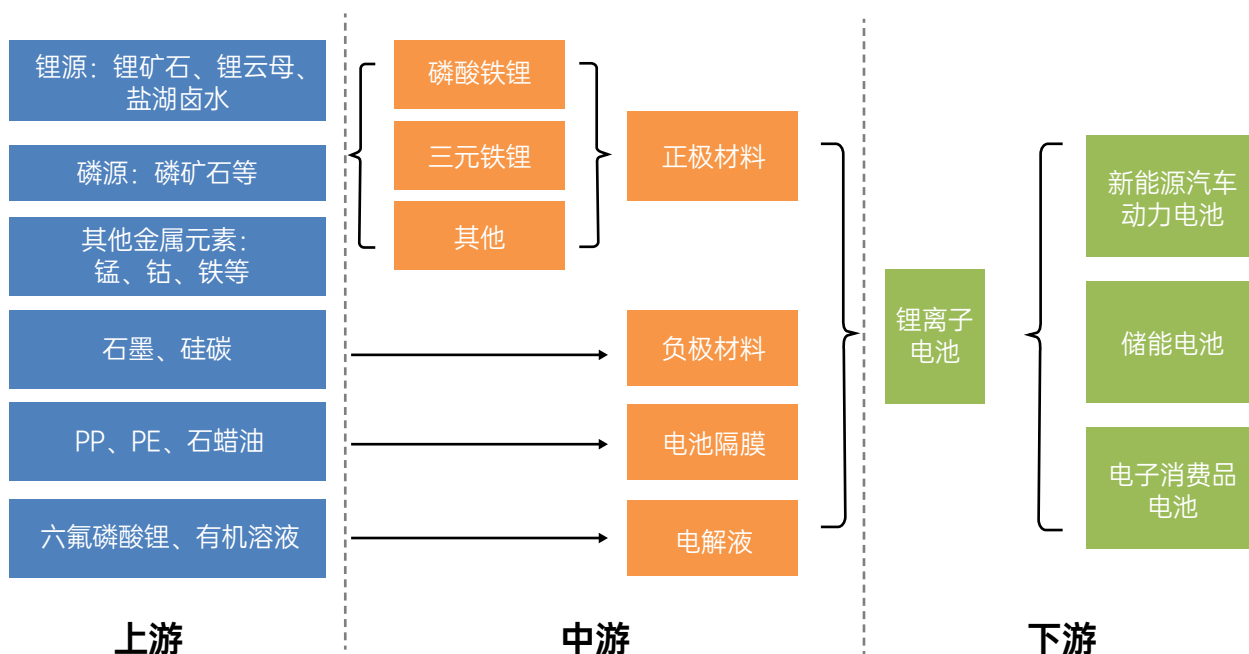 锂源：锂矿石、锂云母、
盐湖卤水
磷源：磷矿石等
其他金属元素：
锰、钴、铁等
石墨、硅碳
PP、PE、石蜡油
六氟磷酸锂、有机溶液
上游
磷酸铁锂
三元铁锂
其他
正极材料
负极材料
电池隔膜
电解液
中游
锂离子
电池
新能源汽车
动力电池
储能电池
电子消费品
电池
下游